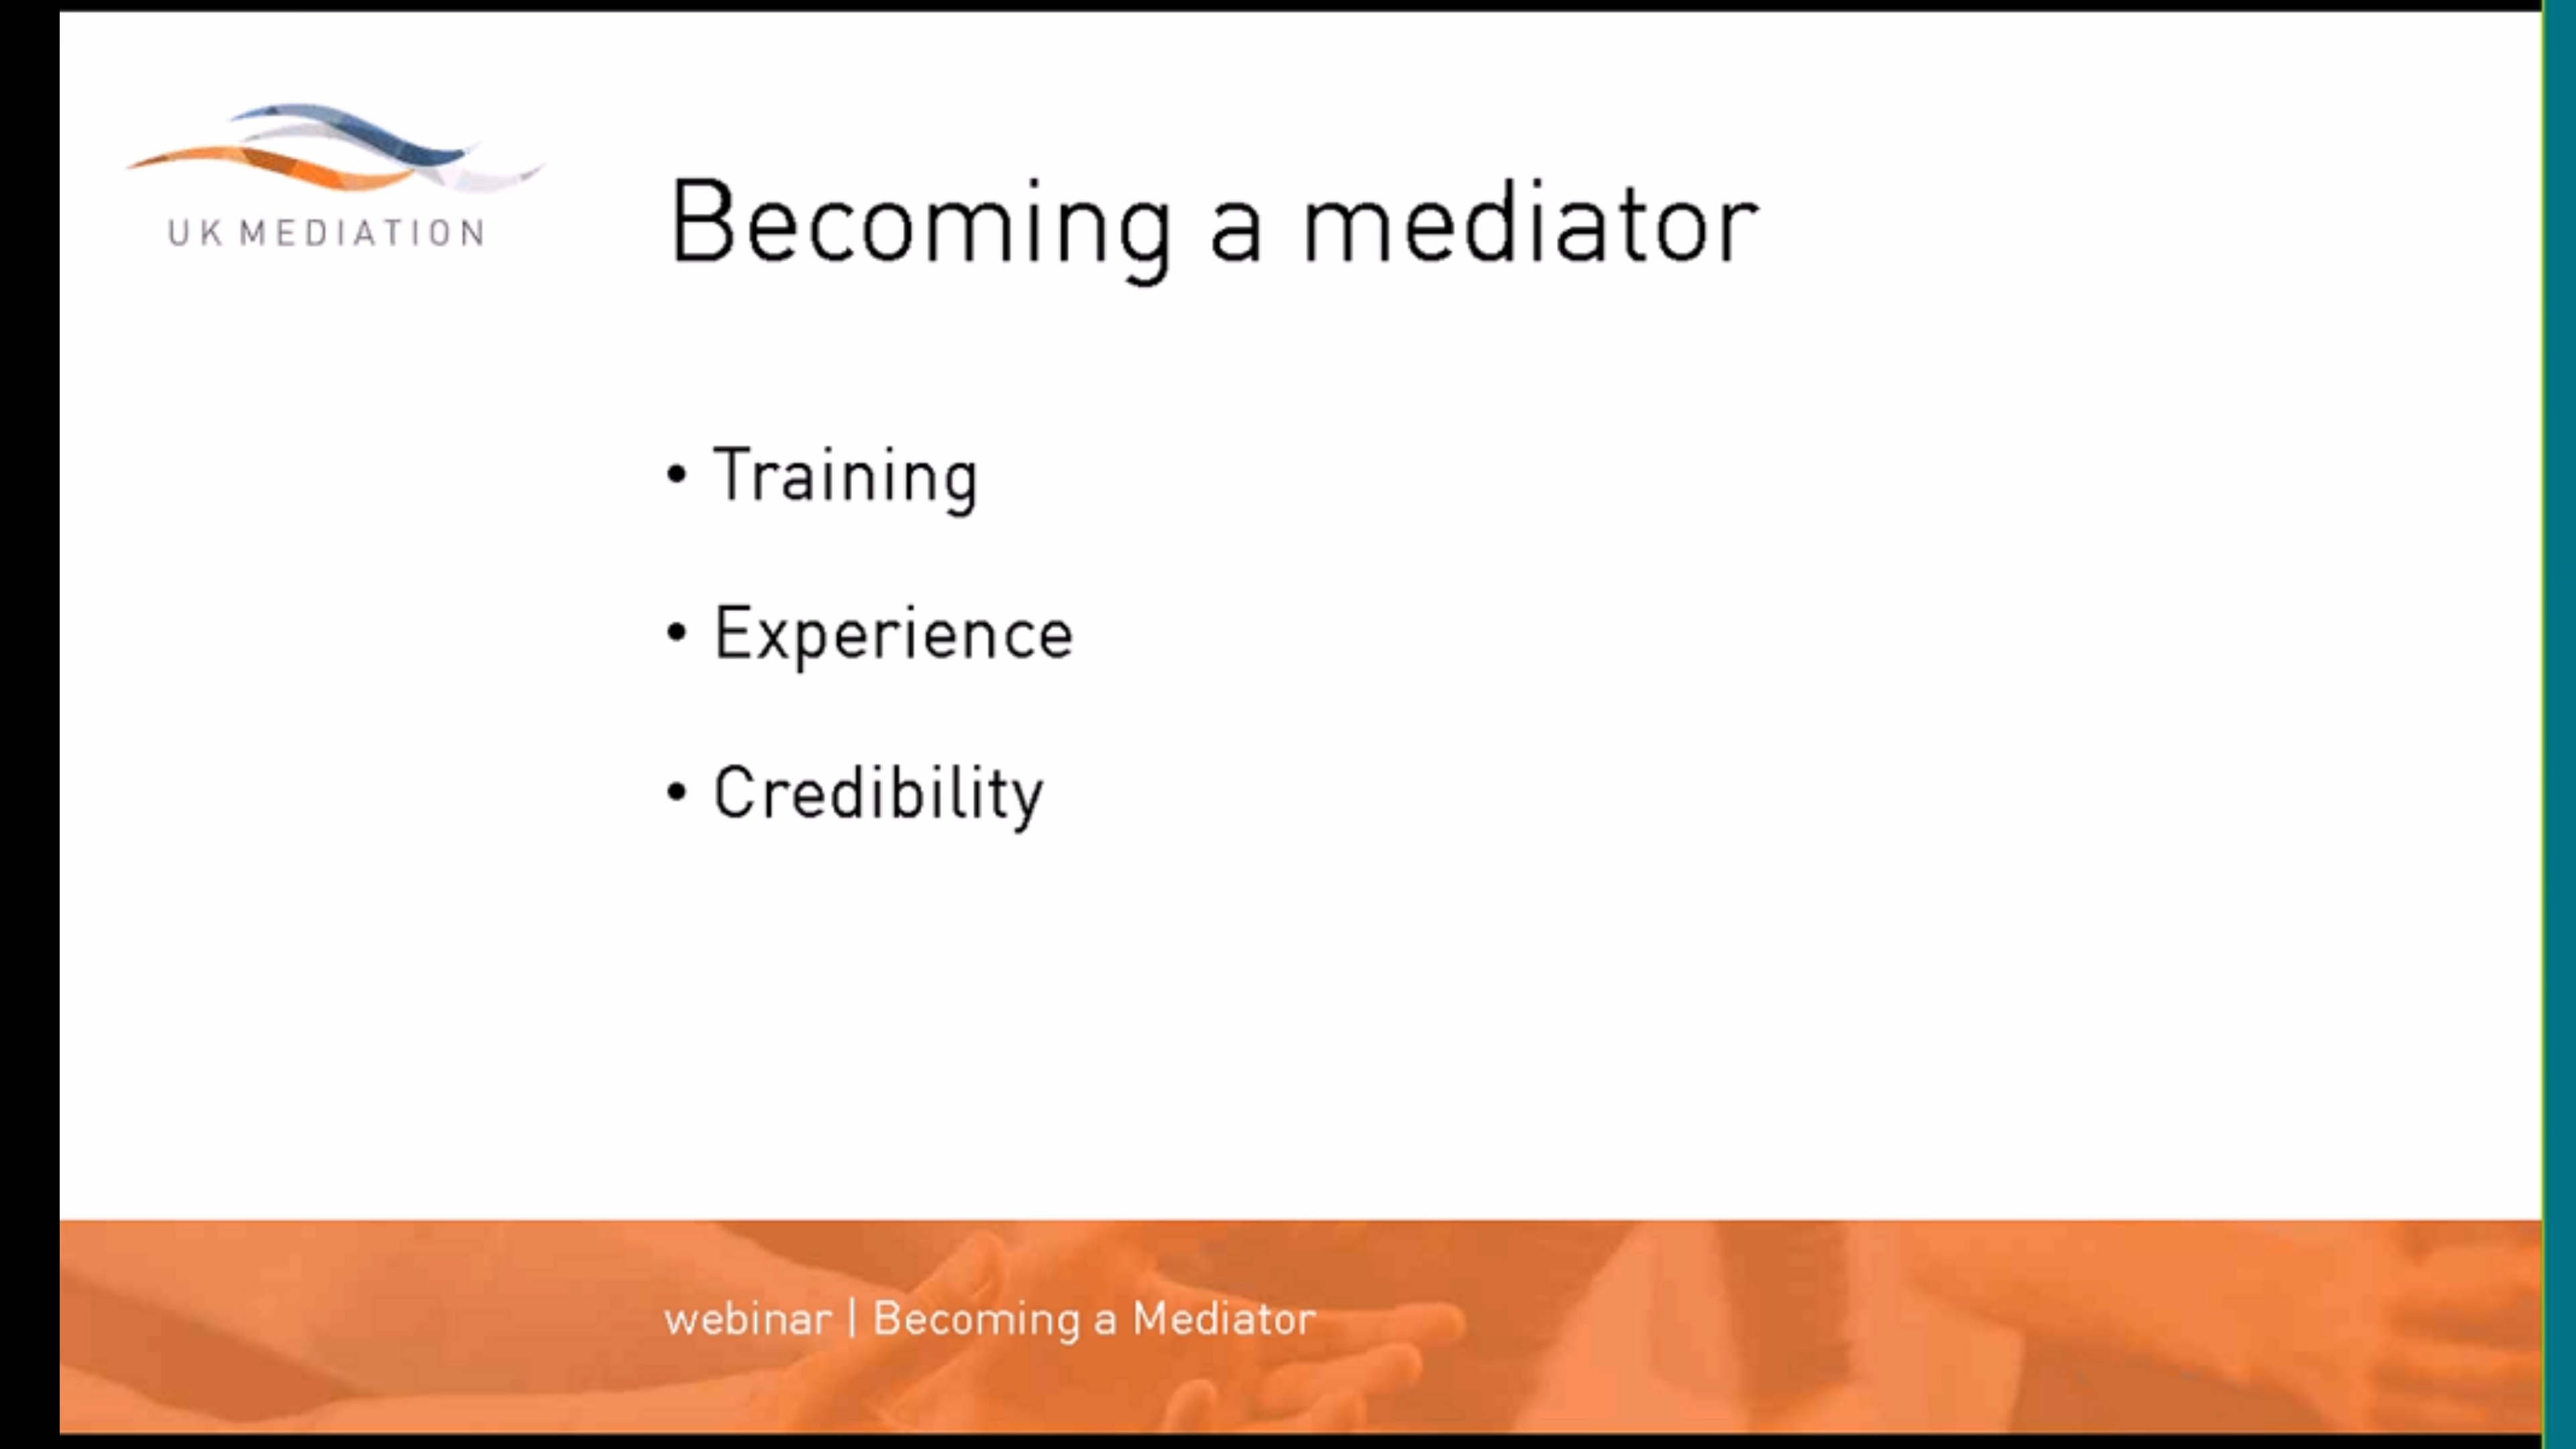 UK MEDIATION
Becoming a mediator
• Training
• Experience
• Credibility
webinar | Becoming a Mediator